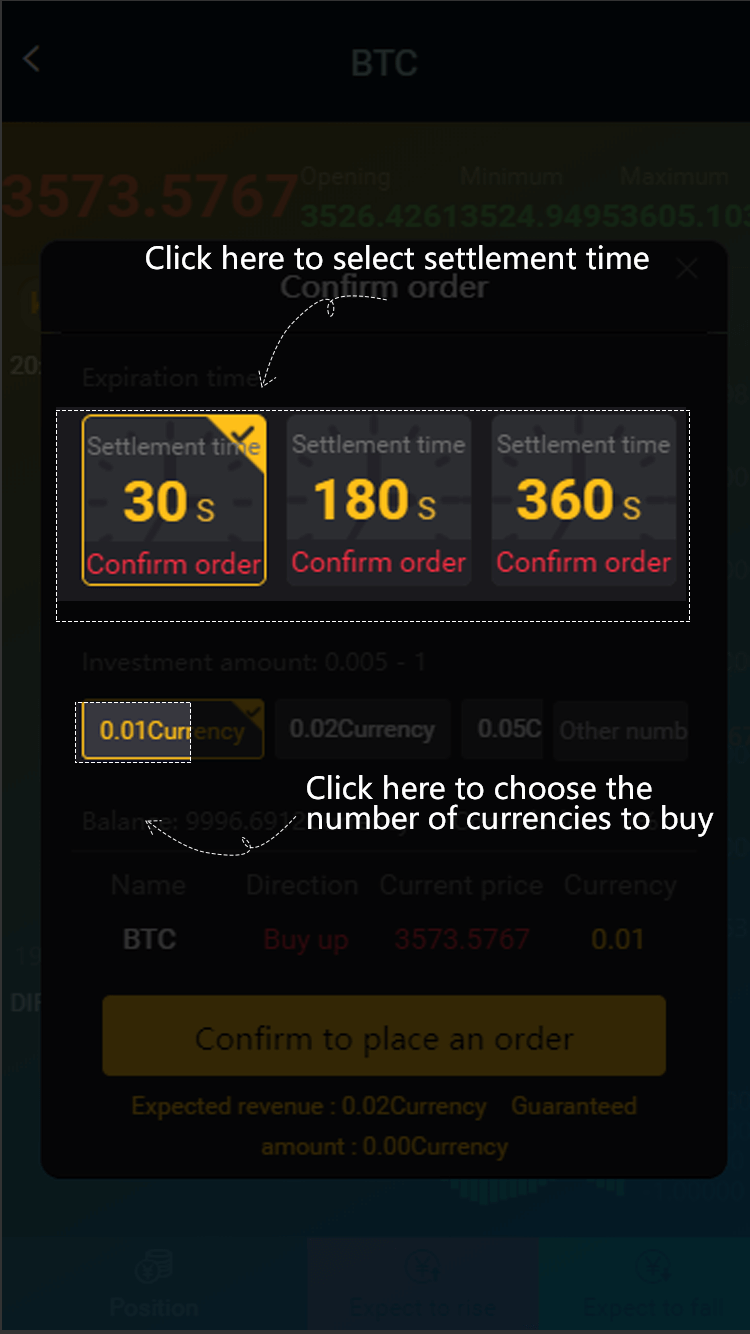 BTC
Opening Minimum Maximum
3573.5767
3526.42613524.94953605.103
Click here to select settlement time
Confirm order
20:
Expiration time
Settlement time Settlement time Settlement time
30 s 180 s 360 s
Confirm order Confirm order Confirm order
Investment amount: 0.005 - 1
0.01Currency 0.02Currency 0.05C Other numb
Click here to choose the
number of currencies to buy
Balance: 9996.6912
Name Direction Current price Currency
BTC Buy up 3573.5767 0.01
DIF
Confirm to place an order
Expected revenue : 0.02Currency Guaranteed
amount : 0.00Currency
Position Expect to rise Expect to fall